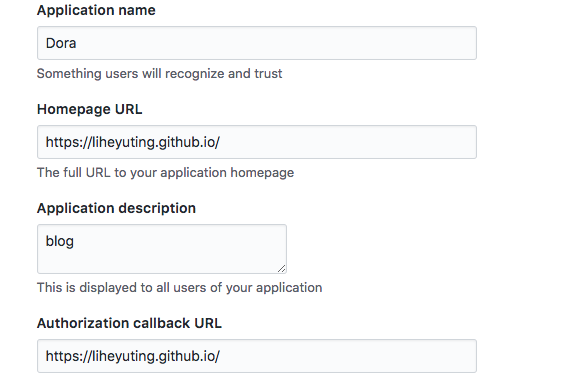 Application name
Dora
Something users will recognize and trust
Homepage URL
https://liheyuting.github.io/
The full URL to your application homepage
Application description
blog
This is displayed to all users of your application
Authorization callback URL
https://liheyuting.github.io/